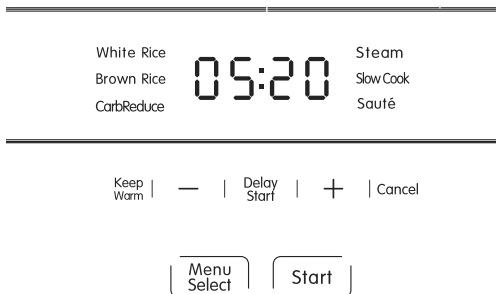 White Rice
Brown Rice
CarbReduce
05:20
Steam
Slow Cook
Sauté
Keep Warm | — | Delay Start | + | Cancel
Menu Select
Start